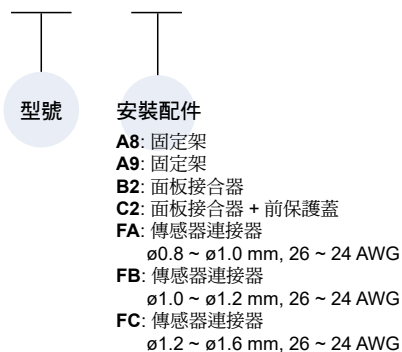 型號
安裝配件
A8: 固定架
A9: 固定架
B2: 面板接合器
C2: 面板接合器 + 前保護蓋
FA: 傳感器連接器
ø0.8 ~ ø1.0 mm, 26 ~ 24 AWG
FB: 傳感器連接器
ø1.0 ~ ø1.2 mm, 26 ~ 24 AWG
FC: 傳感器連接器
ø1.2 ~ ø1.6 mm, 26 ~ 24 AWG